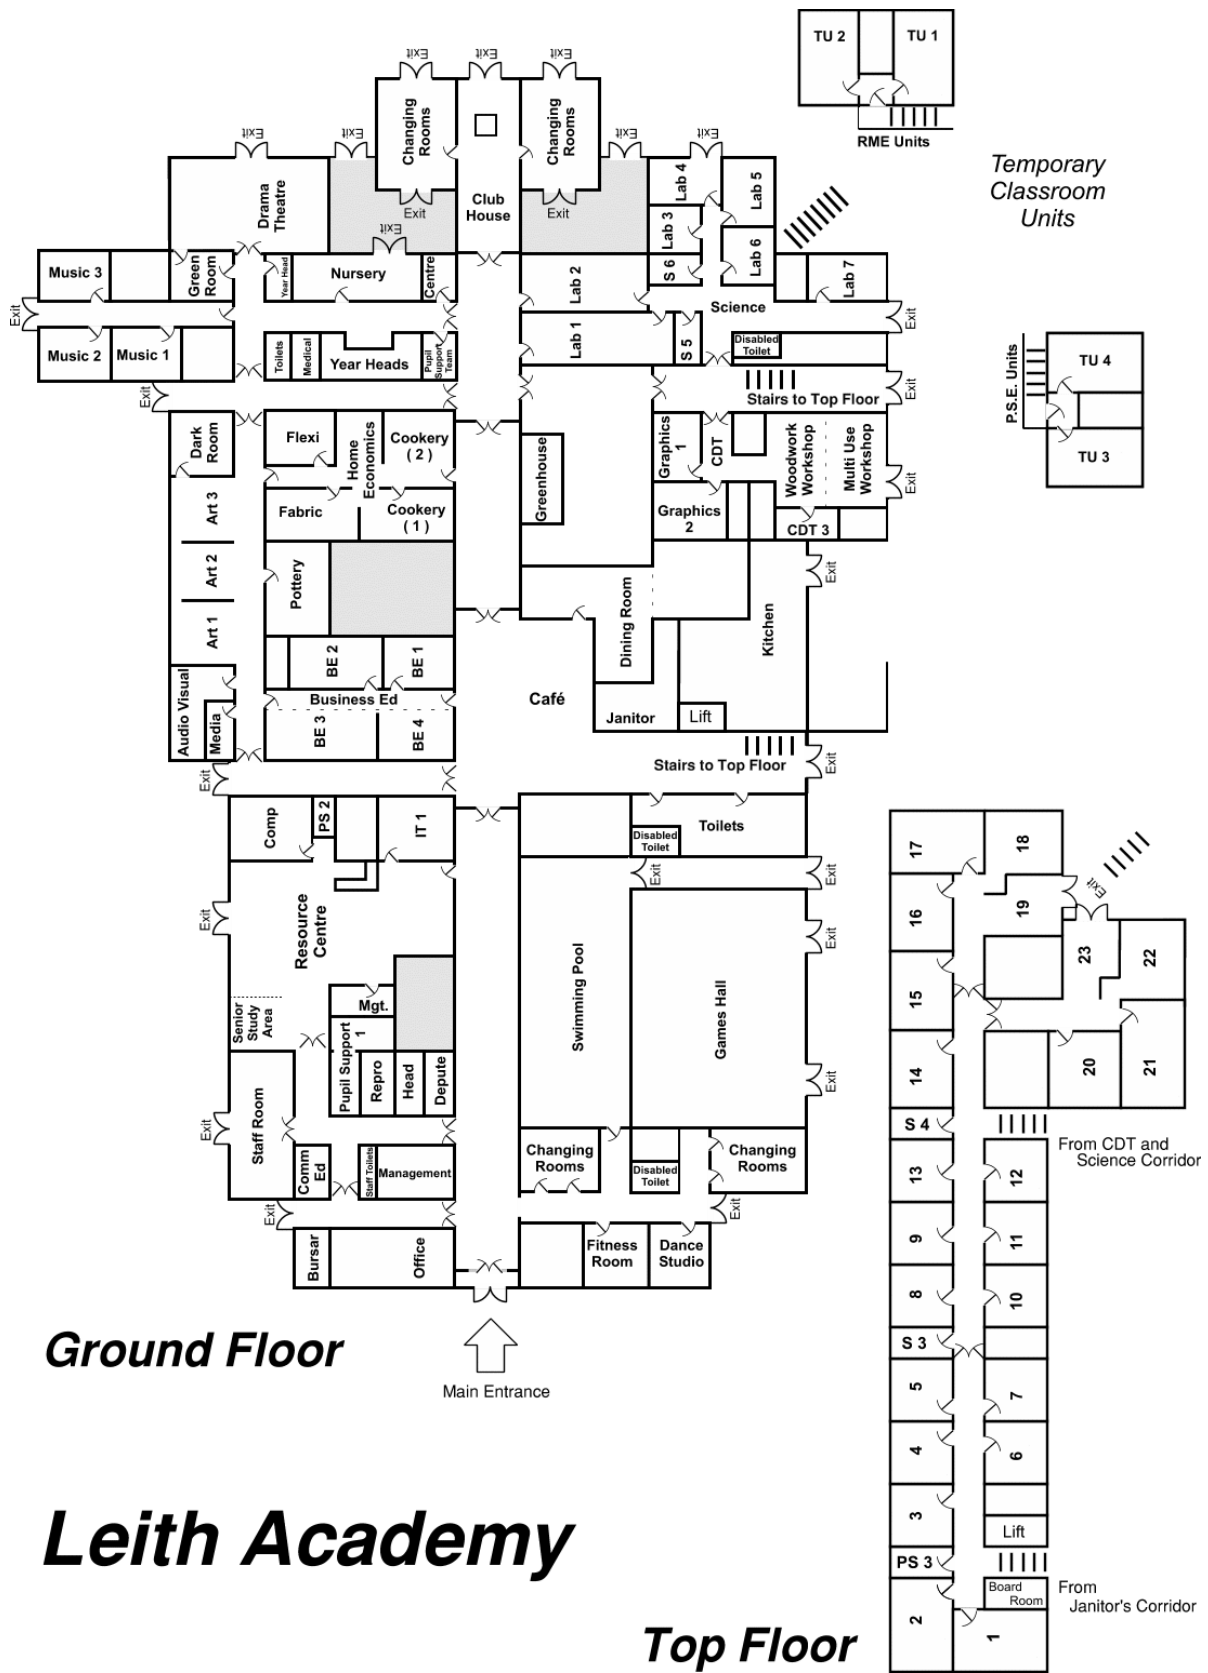 TU 2
TU 1
RME Units
Temporary
Classroom
Units
Exit
Exit
Exit
Exit
Exit
Exit
Exit
Changing
Rooms
Changing
Rooms
Club
House
Exit
Exit
Exit
Drama
Theatre
Lab 4
Lab 5
Lab 3
Lab 6
S 6
Music 3
Green
Room
Year Head
Nursery
Centre
Lab 2
Lab 7
Science
Exit
Exit
Music 2
Music 1
Toilets
Medical
Year Heads
Pupil
Support
Team
Lab 1
S 5
Disabled
Toilet
Exit
Exit
Stairs to Top Floor
P.S.E. Units
TU 4
TU 3
Dark
Room
Flexi
Home
Economics
Cookery
( 2 )
Greenhouse
Graphics
1
CDT
Woodwork
Workshop
Multi Use
Workshop
Exit
Art 3
Fabric
Cookery
( 1 )
Graphics
2
CDT 3
Art 2
Pottery
Exit
Art 1
Dining Room
Kitchen
BE 2
BE 1
Audio Visual
Media
Business Ed
BE 3
BE 4
Café
Janitor
Lift
Exit
Stairs to Top Floor
Exit
Comp
PS 2
IT 1
Disabled
Toilet
Toilets
Exit
Exit
Exit
Resource
Centre
Exit
Senior
Study
Area
Mgt.
Swimming Pool
Games Hall
Pupil Support
1
Repro
Head
Depute
Exit
Exit
Staff Room
Comm
Ed
Staff Toilets
Management
Changing
Rooms
Disabled
Toilet
Changing
Rooms
Exit
Exit
Bursar
Office
Fitness
Room
Dance
Studio
Ground Floor
Main Entrance
17
18
Exit
16
19
23
22
15
14
20
21
S 4
From CDT and
Science Corridor
13
12
9
11
8
10
S 3
5
7
4
6
3
Lift
PS 3
Board
Room
From
Janitor's Corridor
2
1
Leith Academy
Top Floor